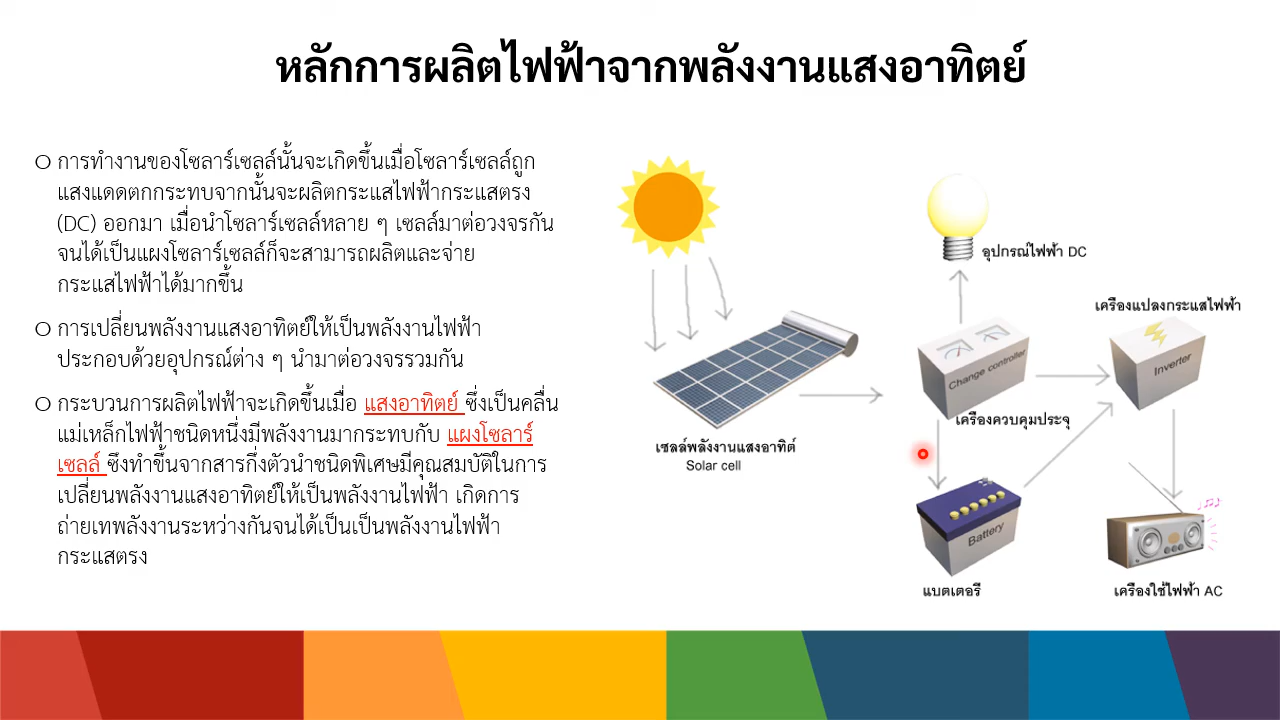 หลักการผลิตไฟฟ้าจากพลังงานแสงอาทิตย์
การทำงานของโซลาร์เซลล์นั้นจะเกิดขึ้นเมื่อโซลาร์เซลล์ถูก
แสงแดดตกกระทบจากนั้นจะผลิตกระแสไฟฟ้ากระแสตรง
(DC) ออกมา เมื่อนำโซลาร์เซลล์หลาย ๆ เซลล์มาต่อวงจรกัน
จนได้เป็นแผงโซลาร์เซลล์ก็จะสามารถผลิตและจ่าย
กระแสไฟฟ้าได้มากขึ้น
การเปลี่ยนพลังงานแสงอาทิตย์ให้เป็นพลังงานไฟฟ้า
ประกอบด้วยอุปกรณ์ต่าง ๆ นำมาต่อวงจรรวมกัน
กระบวนการผลิตไฟฟ้าจะเกิดขึ้นเมื่อ แสงอาทิตย์ ซึ่งเป็นคลื่น
แม่เหล็กไฟฟ้าชนิดหนึ่งมีพลังงานมากระทบกับ แผงโซลาร์
เซลล์ ซึงทำขึ้นจากสารกึ่งตัวนำชนิดพิเศษมีคุณสมบัติในการ
เปลี่ยนพลังงานแสงอาทิตย์ให้เป็นพลังงานไฟฟ้า เกิดการ
ถ่ายเทพลังงานระหว่างกันจนได้เป็นเป็นพลังงานไฟฟ้า
กระแสตรง
อุปกรณ์ไฟฟ้า DC
เครื่องแปลงกระแสไฟฟ้า
Change controller
Inverter
เครื่องควบคุมประจุ
เซลล์พลังงานแสงอาทิต์
Solar cell
Battery
แบตเตอรี
เครื่องใช้ไฟฟ้า AC